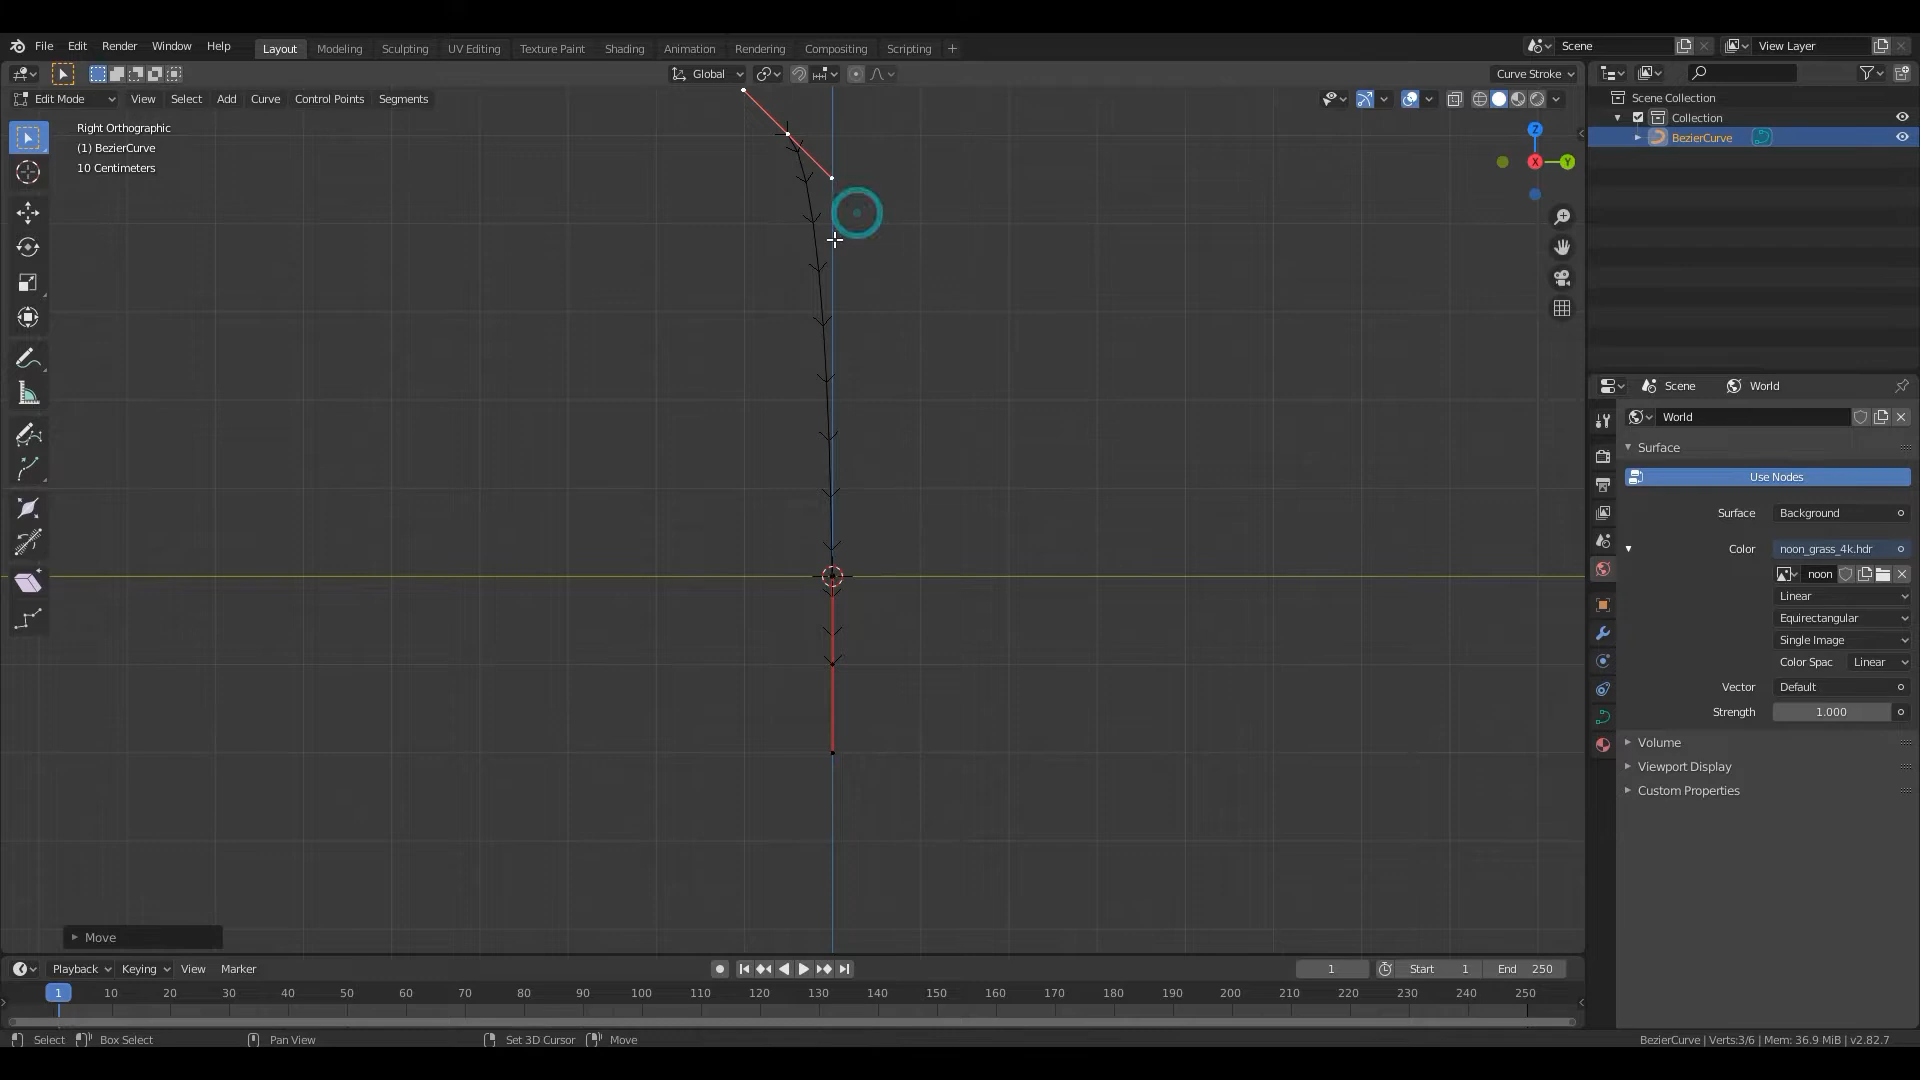 File Edit Render Window Help Layout Modeling Sculpting UV Editing Texture Paint Shading Animation Rendering Compositing Scripting + Scene View Layer
Global Curve Stroke
Edit Mode View Select Add Curve Control Points Segments
Right Orthographic
(1) BezierCurve
10 Centimeters
Z
X
Y
Scene Collection
Collection
BezierCurve
Scene World
World
Surface
Use Nodes
Surface Background
Color noon_grass_4k.hdr
noon
Linear
Equirectangular
Single Image
Color Spac Linear
Vector Default
Strength 1.000
Volume
Viewport Display
Custom Properties
Move
Playback Keying View Marker 1 Start 1 End 250
1 10 20 30 40 50 60 70 80 90 100 110 120 130 140 150 160 170 180 190 200 210 220 230 240 250
Select Box Select Pan View Set 3D Cursor Move BezierCurve | Verts:3/6 | Mem: 36.9 MiB | v2.82.7